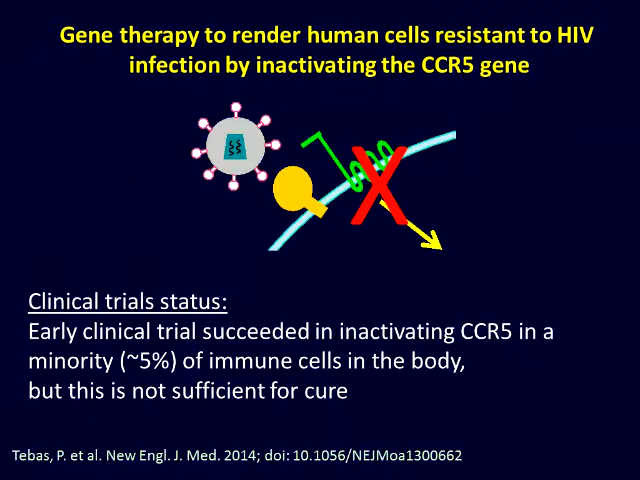 Gene therapy to render human cells resistant to HIV
infection by inactivating the CCR5 gene
Clinical trials status:
Early clinical trial succeeded in inactivating CCR5 in a
minority (~5%) of immune cells in the body,
but this is not sufficient for cure
Tebas, P. et al. New Engl. J. Med. 2014; doi: 10.1056/NEJMoa1300662